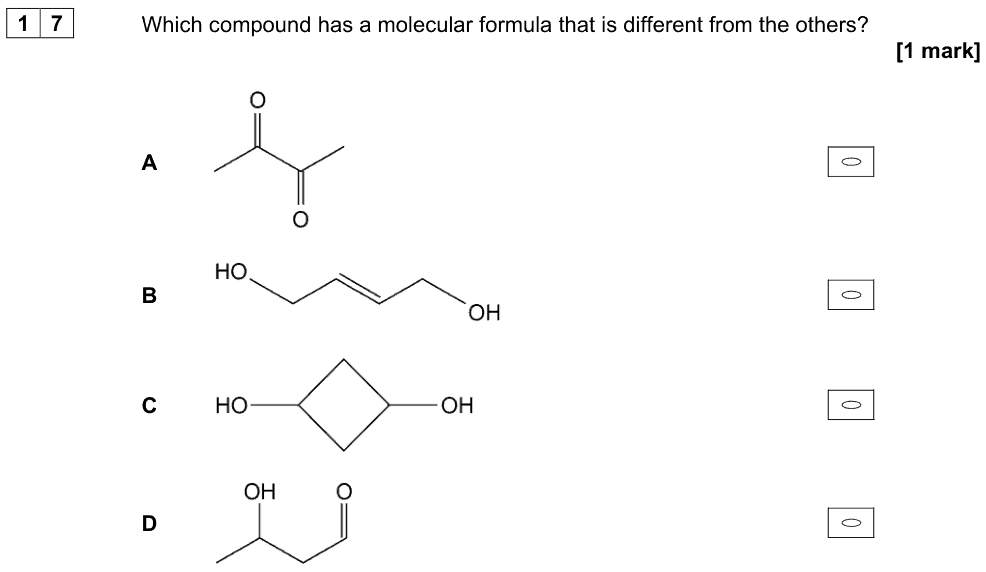 1 7 Which compound has a molecular formula that is different from the others?
[1 mark]
O
A
O
HO
B
OH
C HO OH
OH O
D